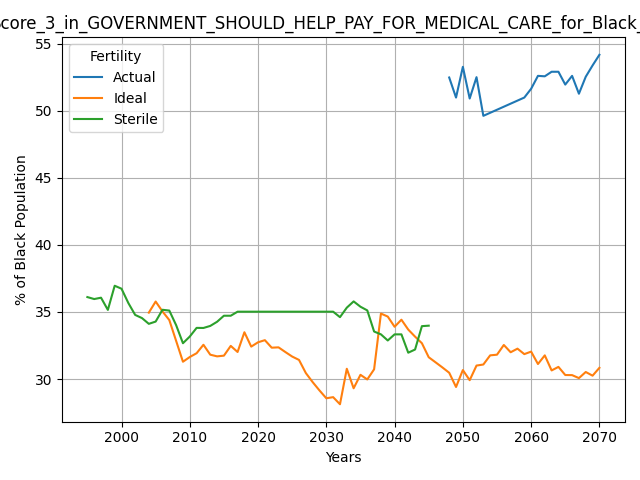 core_3_in_GOVERNMENT_SHOULD_HELP_PAY_FOR_MEDICAL_CARE_for_Black_
Fertility
Actual
Ideal
Sterile
% of Black Population
55
50
45
40
35
30
2000 2010 2020 2030 2040 2050 2060 2070
Years